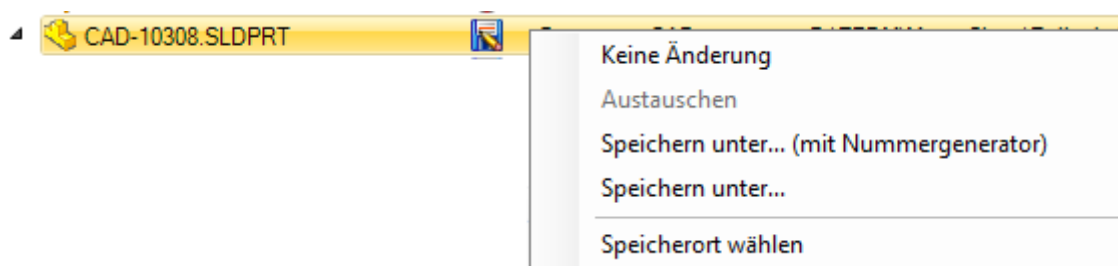 CAD-10308.SLDPRT
Keine Änderung
Austauschen
Speichern unter... (mit Nummergenerator)
Speichern unter...
Speicherort wählen